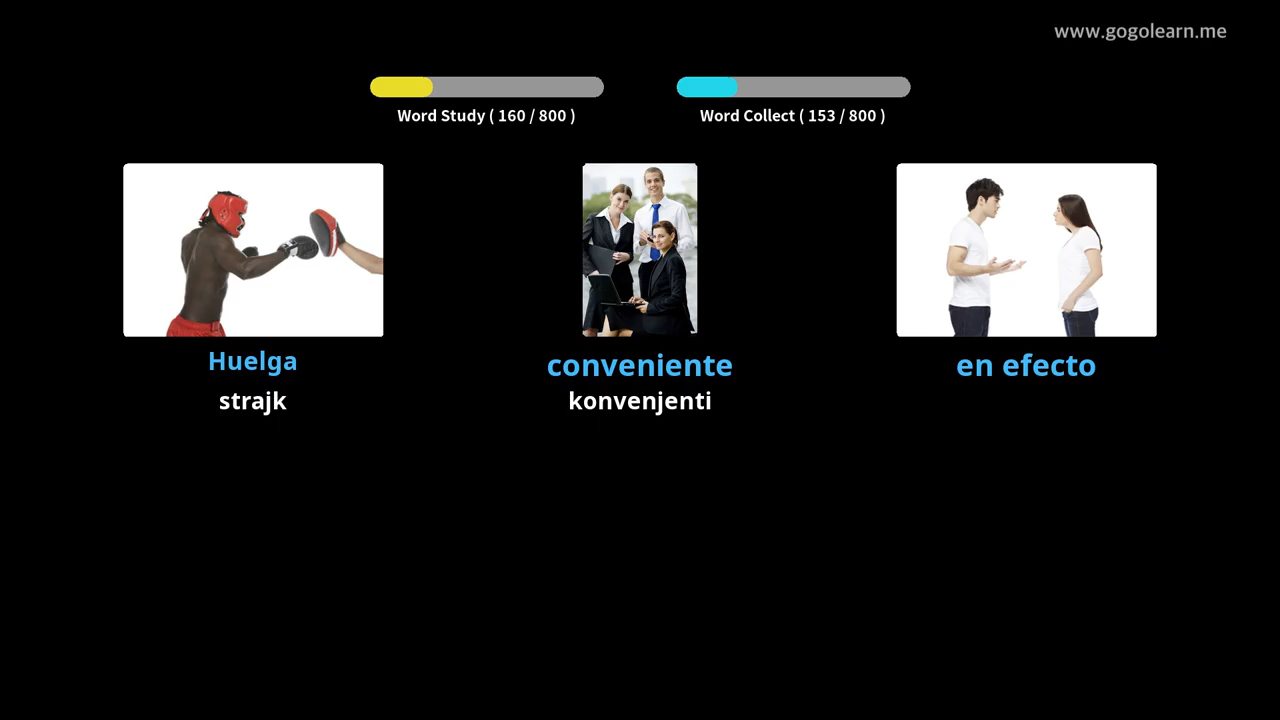 www.gogolearn.me
Word Study ( 160 / 800 )
Word Collect ( 153 / 800 )
Huelga
strajk
conveniente
konvenjenti
en efecto